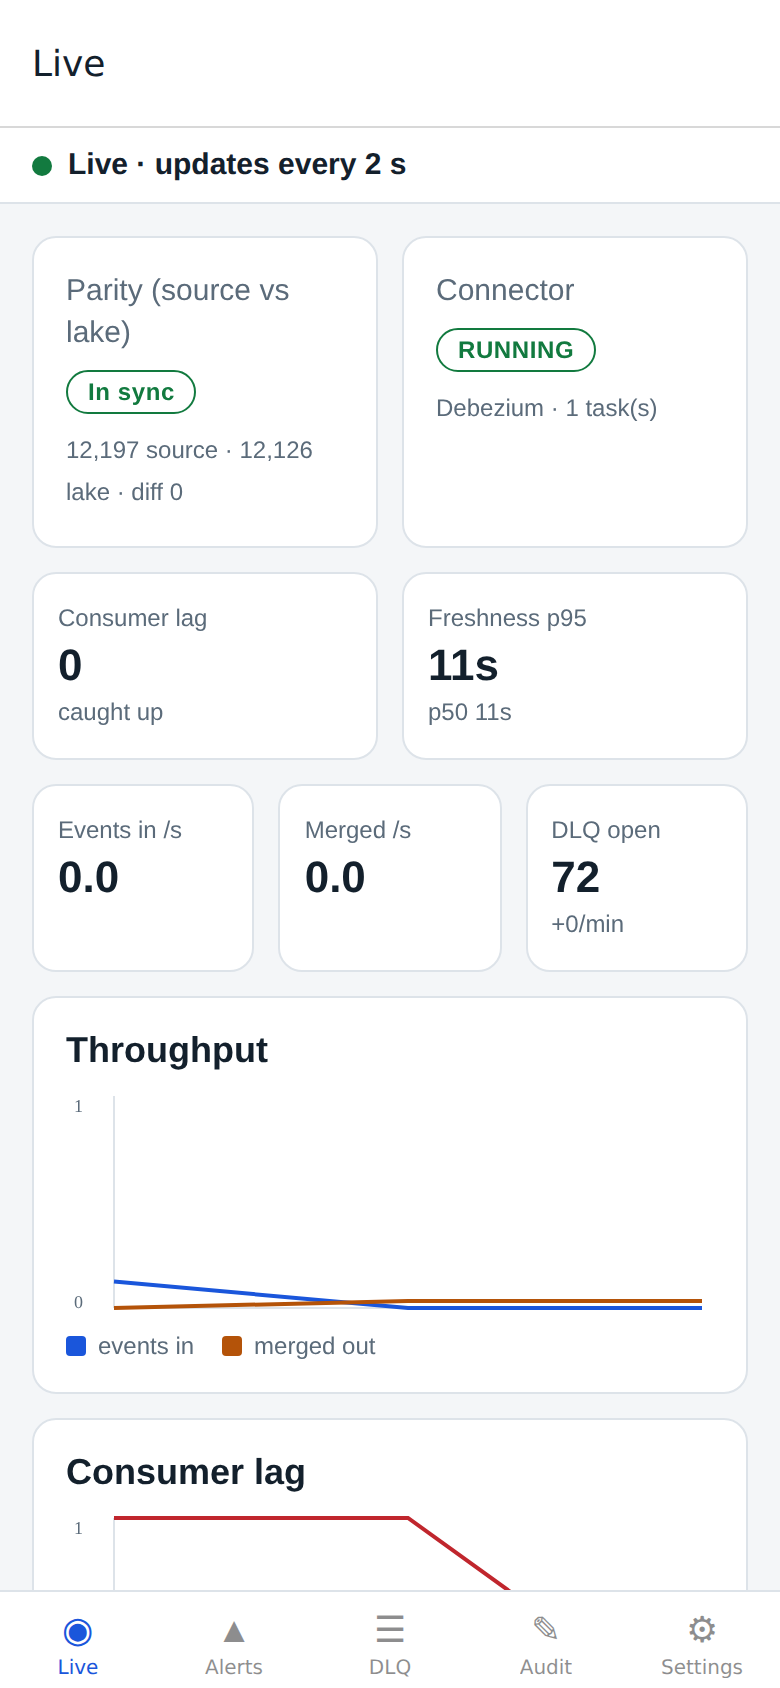 Live
Live · updates every 2 s
Parity (source vs
lake)
In sync
12,197 source · 12,126
lake · diff 0
Connector
RUNNING
Debezium · 1 task(s)
Consumer lag
0
caught up
Freshness p95
11s
p50 11s
Events in /s
0.0
Merged /s
0.0
DLQ open
72
+0/min
Throughput
1
0
events in
merged out
Consumer lag
1
Live
Alerts
DLQ
Audit
Settings